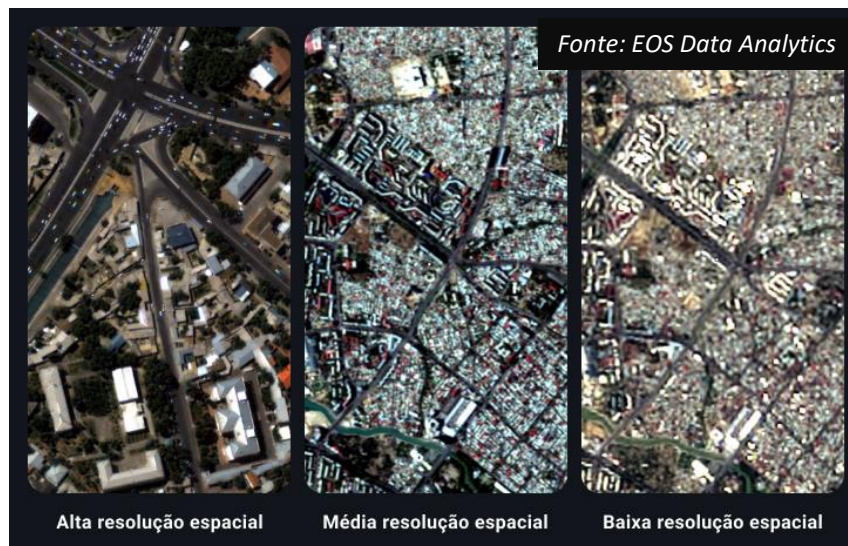 Fonte: EOS Data Analytics
Alta resolução espacial
Média resolução espacial
Baixa resolução espacial